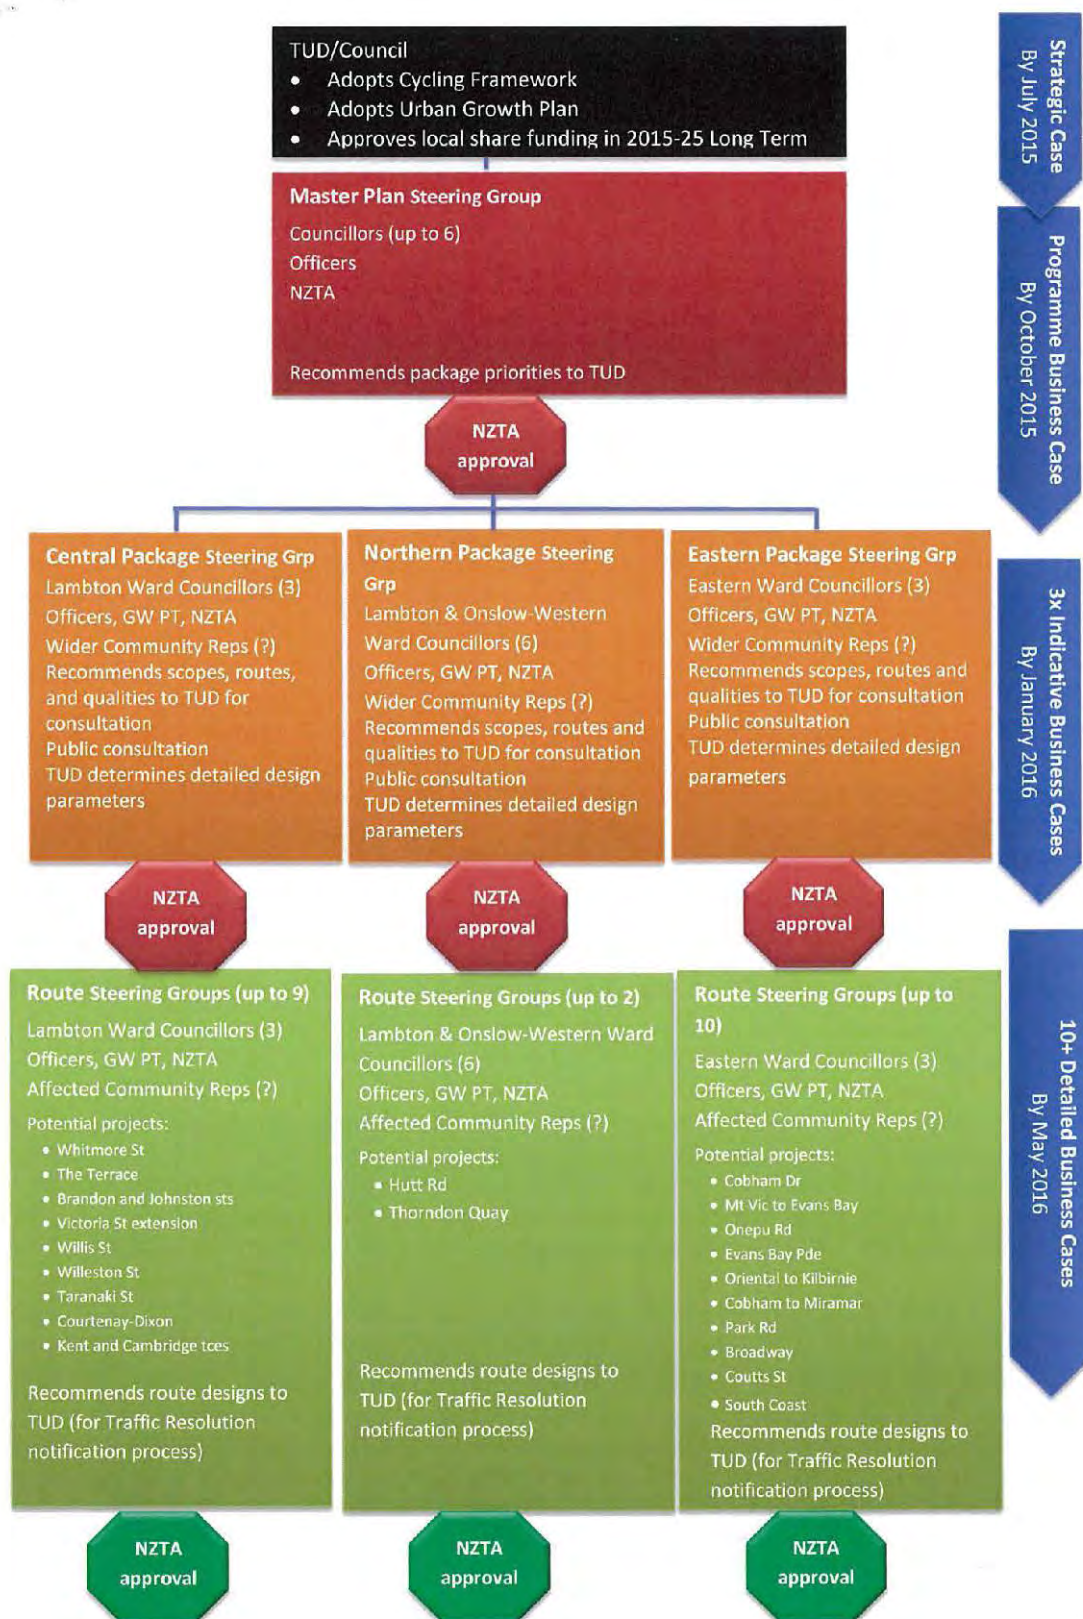 TUD/Council
• Adopts Cycling Framework
• Adopts Urban Growth Plan
• Approves local share funding in 2015-25 Long Term
Strategic Case
By July 2015
Master Plan Steering Group
Councillors (up to 6)
Officers
NZTA
Recommends package priorities to TUD
Programme Business Case
By October 2015
NZTA
approval
Central Package Steering Grp
Lambton Ward Councillors (3)
Officers, GW PT, NZTA
Wider Community Reps (?)
Recommends scopes, routes,
and qualities to TUD for
consultation
Public consultation
TUD determines detailed design
parameters
Northern Package Steering
Grp
Lambton & Onslow-Western
Ward Councillors (6)
Officers, GW PT, NZTA
Wider Community Reps (?)
Recommends scopes, routes and
qualities to TUD for consultation
Public consultation
TUD determines detailed design
parameters
Eastern Package Steering Grp
Eastern Ward Councillors (3)
Officers, GW PT, NZTA
Wider Community Reps (?)
Recommends scopes, routes and
qualities to TUD for consultation
Public consultation
TUD determines detailed design
parameters
3x Indicative Business Cases
By January 2016
NZTA
approval
NZTA
approval
NZTA
approval
Route Steering Groups (up to 9)
Lambton Ward Councillors (3)
Officers, GW PT, NZTA
Affected Community Reps (?)
Potential projects:
• Whitmore St
• The Terrace
• Brandon and Johnston sts
• Victoria St extension
• Willis St
• Willeston St
• Taranaki St
• Courtenay-Dixon
• Kent and Cambridge tces
Recommends route designs to
TUD (for Traffic Resolution
notification process)
Route Steering Groups (up to 2)
Lambton & Onslow-Western Ward
Councillors (6)
Officers, GW PT, NZTA
Affected Community Reps (?)
Potential projects:
• Hutt Rd
• Thorndon Quay
Recommends route designs to
TUD (for Traffic Resolution
notification process)
Route Steering Groups (up to
10)
Eastern Ward Councillors (3)
Officers, GW PT, NZTA
Affected Community Reps (?)
Potential projects:
• Cobham Dr
• Mt Vic to Evans Bay
• Onepu Rd
• Evans Bay Pde
• Oriental to Kilbirnie
• Cobham to Miramar
• Park Rd
• Broadway
• Coutts St
• South Coast
Recommends route designs to
TUD (for Traffic Resolution
notification process)
10+ Detailed Business Cases
By May 2016
NZTA
approval
NZTA
approval
NZTA
approval